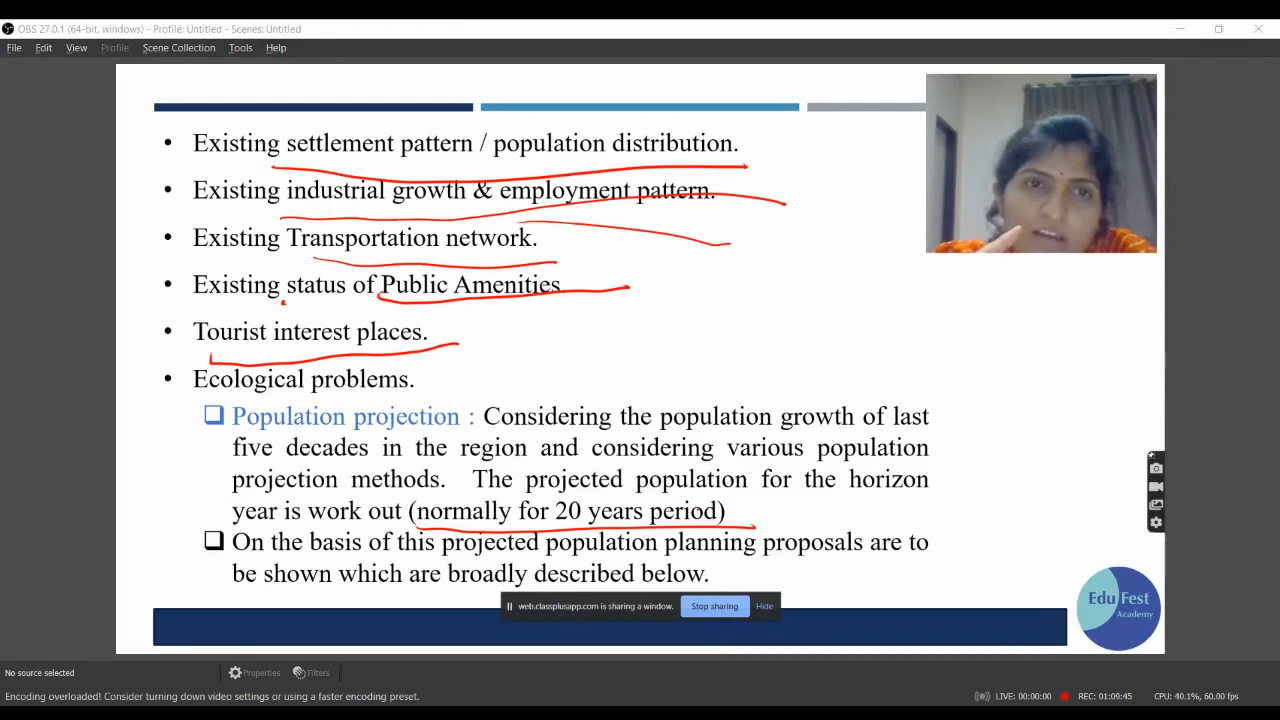 OBS 27.0.1 (64-bit, windows) - Profile: Untitled - Scenes: Untitled
File Edit View Profile Scene Collection Tools Help
• Existing settlement pattern / population distribution.
• Existing industrial growth & employment pattern.
• Existing Transportation network.
• Existing status of Public Amenities
• Tourist interest places.
• Ecological problems.
❑ Population projection : Considering the population growth of last
five decades in the region and considering various population
projection methods. The projected population for the horizon
year is work out (normally for 20 years period)
❑ On the basis of this projected population planning proposals are to
be shown which are broadly described below.
web.classplusapp.com is sharing a window. Stop sharing Hide
Edu Fest
Academy
No source selected Properties Filters
Encoding overloaded! Consider turning down video settings or using a faster encoding preset. LIVE: 00:00:00 REC: 01:09:45 CPU: 40.1%, 60.00 fps